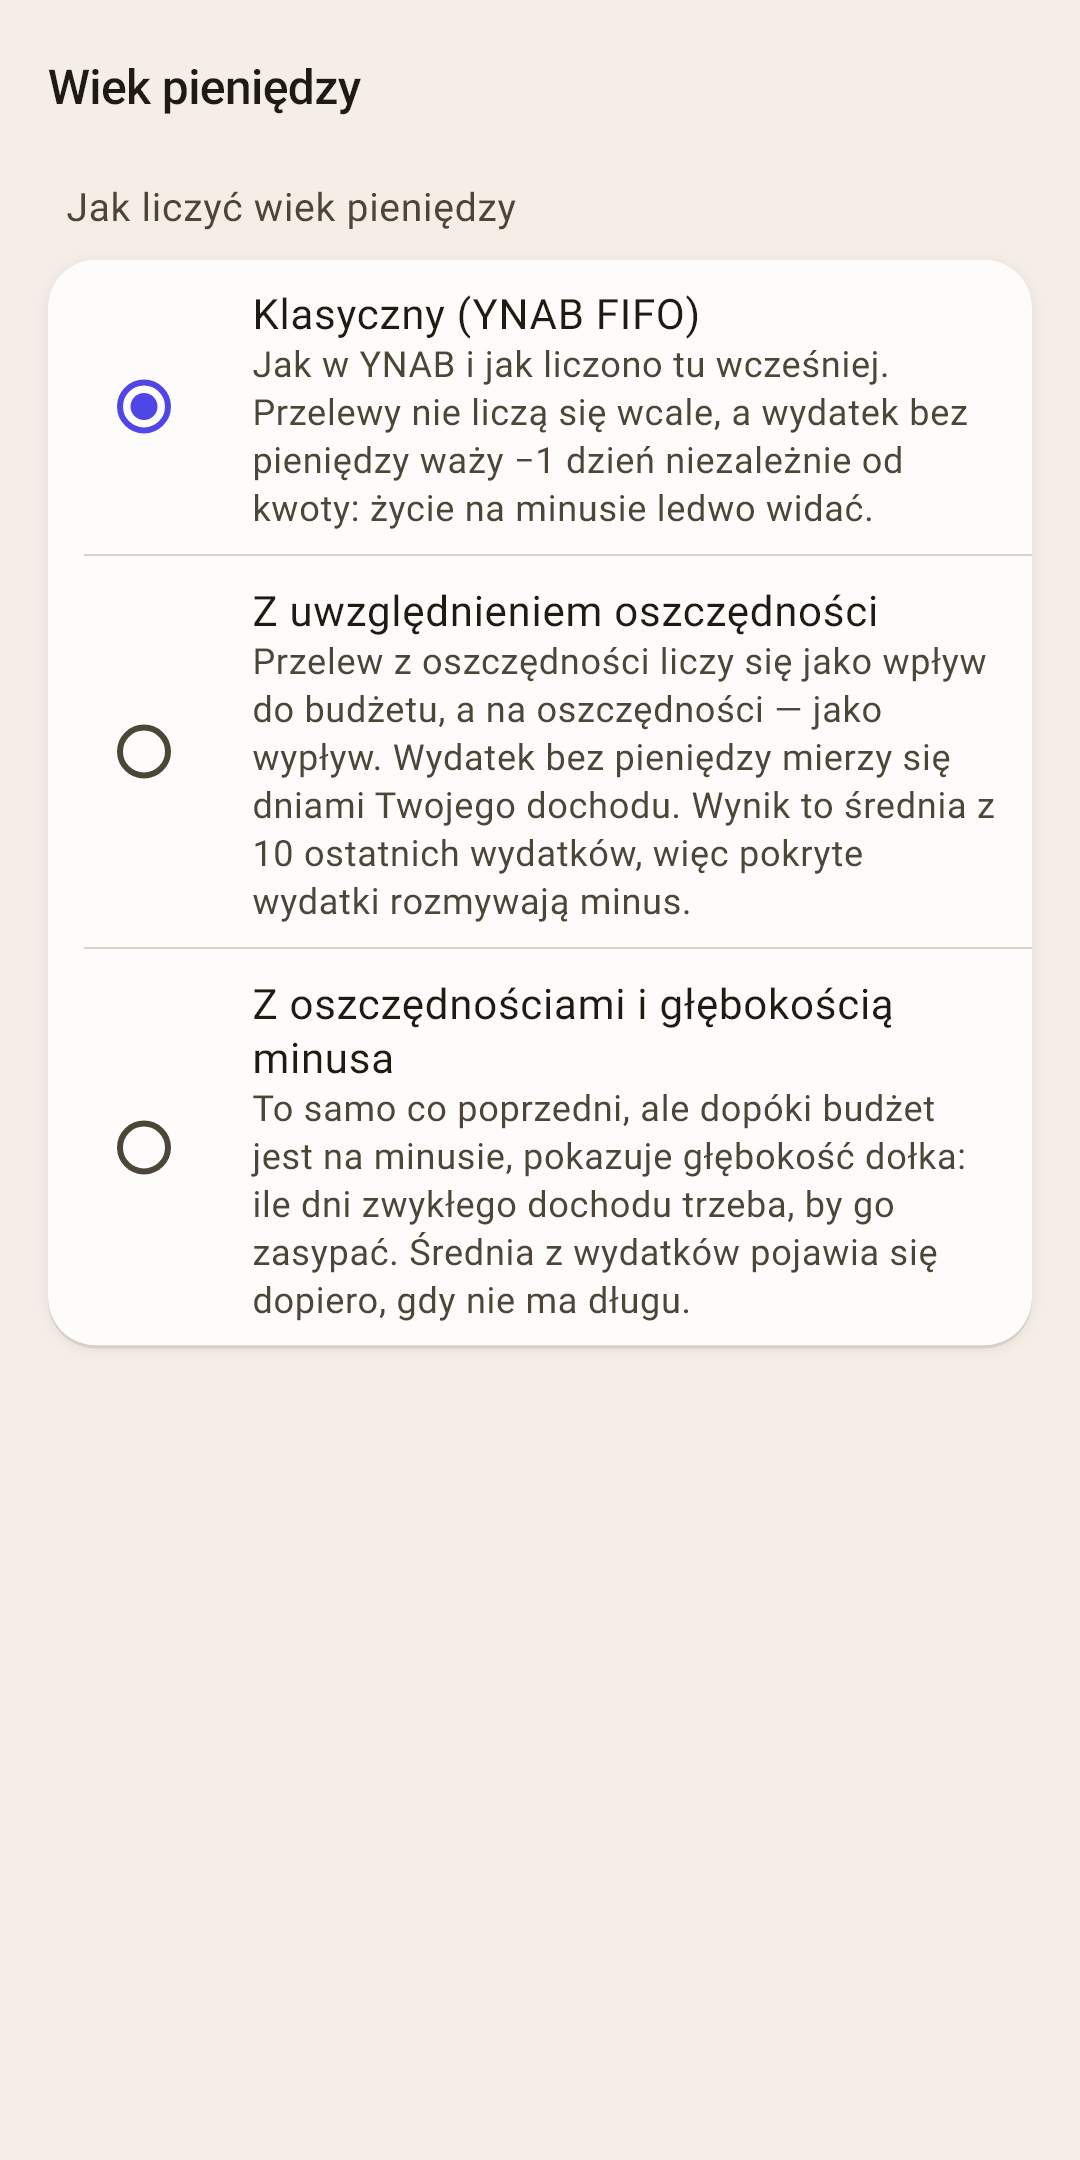 Wiek pieniędzy
Jak liczyć wiek pieniędzy
Klasyczny (YNAB FIFO)
Jak w YNAB i jak liczono tu wcześniej.
Przelewy nie liczą się wcale, a wydatek bez
pieniędzy waży −1 dzień niezależnie od
kwoty: życie na minusie ledwo widać.
Z uwzględnieniem oszczędności
Przelew z oszczędności liczy się jako wpływ
do budżetu, a na oszczędności — jako
wypływ. Wydatek bez pieniędzy mierzy się
dniami Twojego dochodu. Wynik to średnia z
10 ostatnich wydatków, więc pokryte
wydatki rozmywają minus.
Z oszczędnościami i głębokością
minusa
To samo co poprzedni, ale dopóki budżet
jest na minusie, pokazuje głębokość dołka:
ile dni zwykłego dochodu trzeba, by go
zasypać. Średnia z wydatków pojawia się
dopiero, gdy nie ma długu.